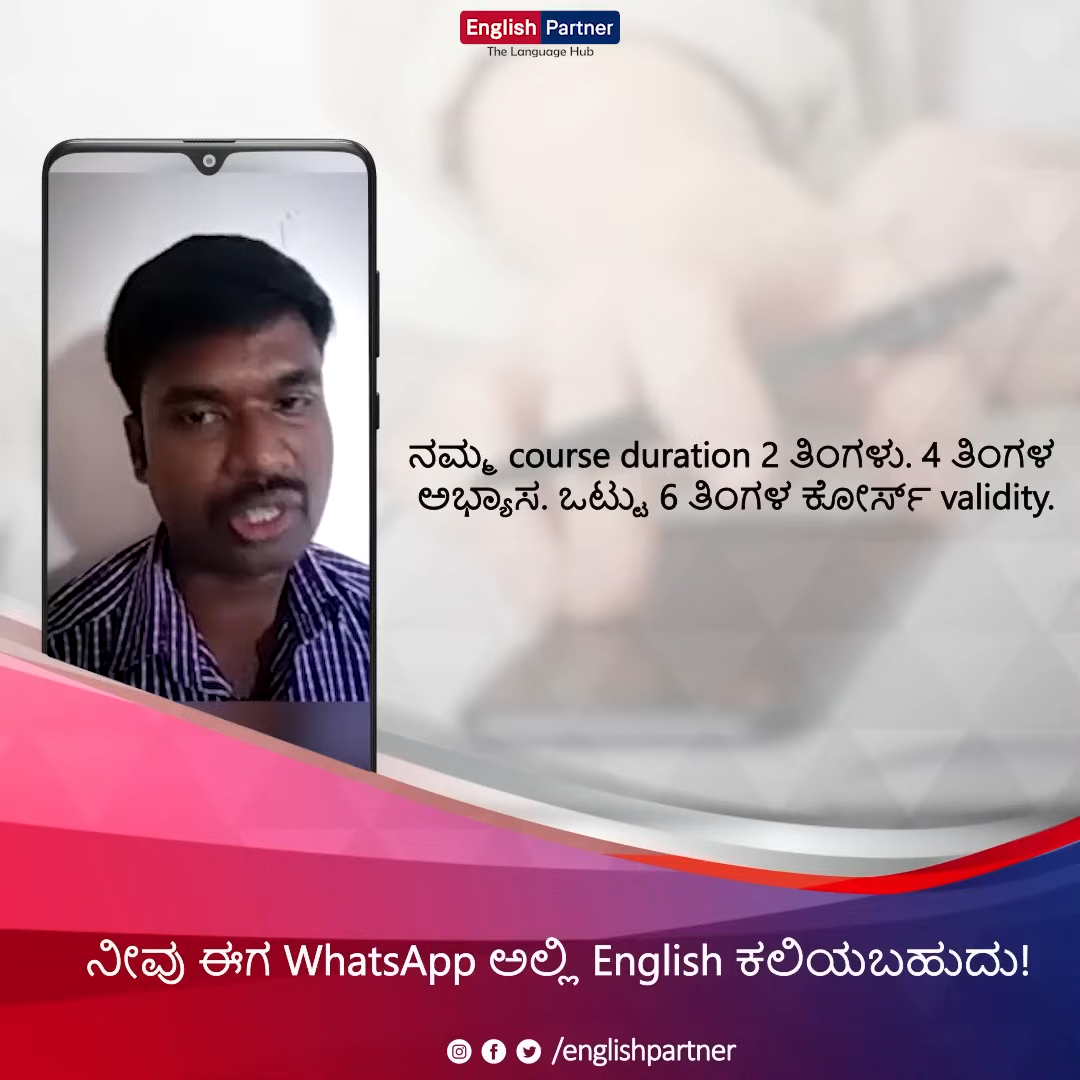 English Partner
The Language Hub
ನಮ್ಮ course duration 2 ತಿಂಗಳು. 4 ತಿಂಗಳ
ಅಭ್ಯಾಸ. ಒಟ್ಟು 6 ತಿಂಗಳ ಕೋರ್ಸ್ validity.
ನೀವು ಈಗ WhatsApp ಅಲ್ಲಿ English ಕಲಿಯಬಹುದು!
/englishpartner